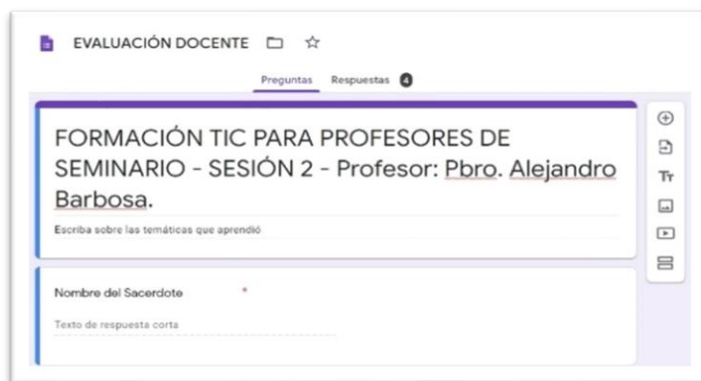 EVALUACIÓN DOCENTE
Preguntas Respuestas 4
FORMACIÓN TIC PARA PROFESORES DE
SEMINARIO - SESIÓN 2 - Profesor: Pbro. Alejandro
Barbosa.
Escriba sobre las temáticas que aprendió
Nombre del Sacerdote *
Texto de respuesta corta
Tт